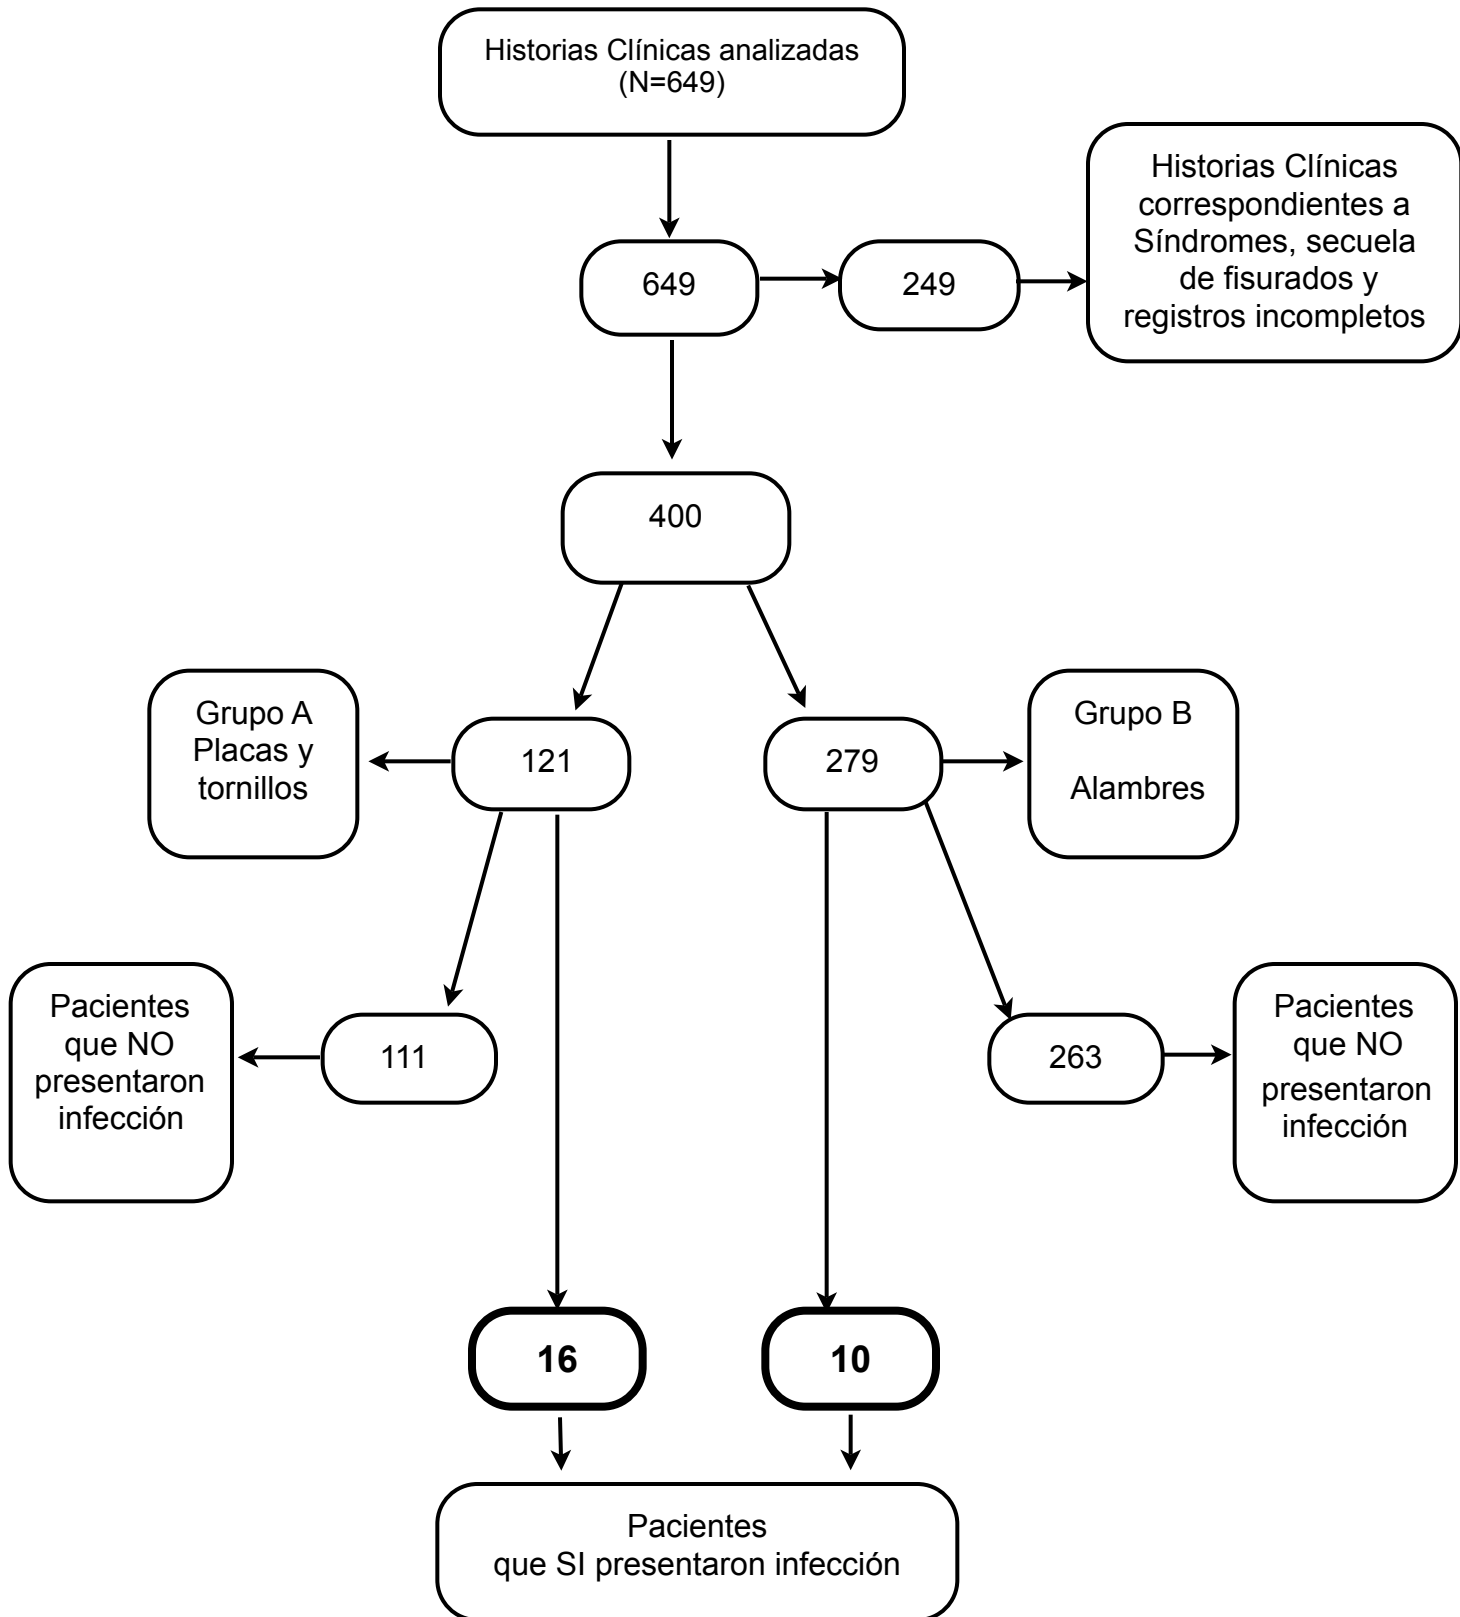 Historias Clínicas analizadas
(N=649)
Historias Clínicas
correspondientes a
Síndromes, secuela
de fisurados y
registros incompletos
649
249
400
Grupo A
Placas y
tornillos
121
279
Grupo B
Alambres
Pacientes
que NO
presentaron
infección
111
263
Pacientes
que NO
presentaron
infección
16
10
Pacientes
que SI presentaron infección